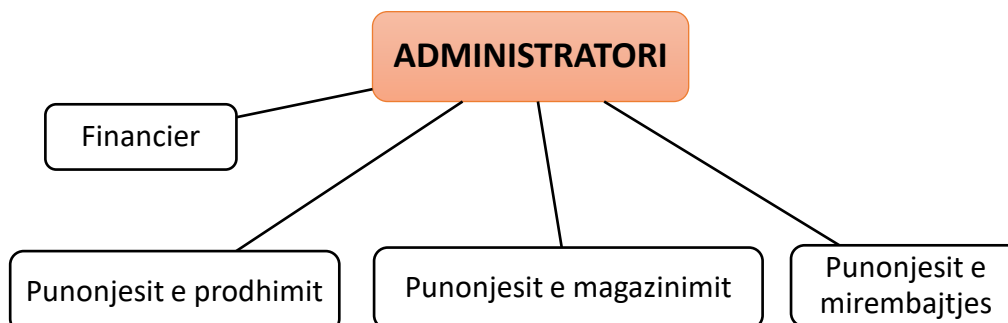 ADMINISTRATORI
Financier
Punonjesit e prodhimit
Punonjesit e magazinimit
Punonjesit e
mirembajtjes